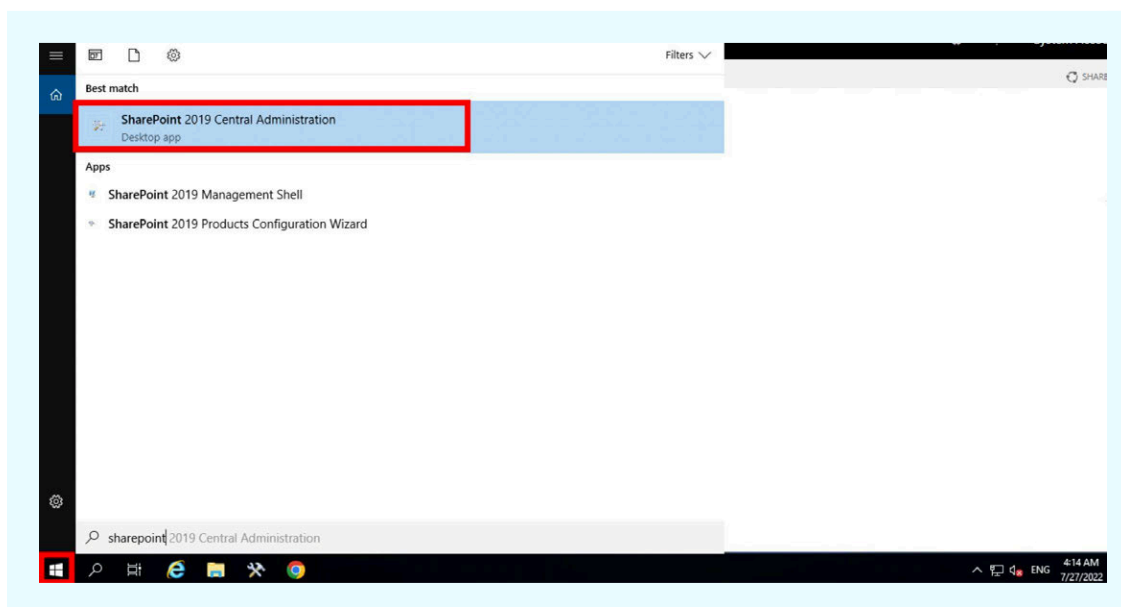 Filters
SHARE
Best match
SharePoint 2019 Central Administration
Desktop app
Apps
SharePoint 2019 Management Shell
SharePoint 2019 Products Configuration Wizard
sharepoint 2019 Central Administration
ENG
4:14 AM
7/27/2022